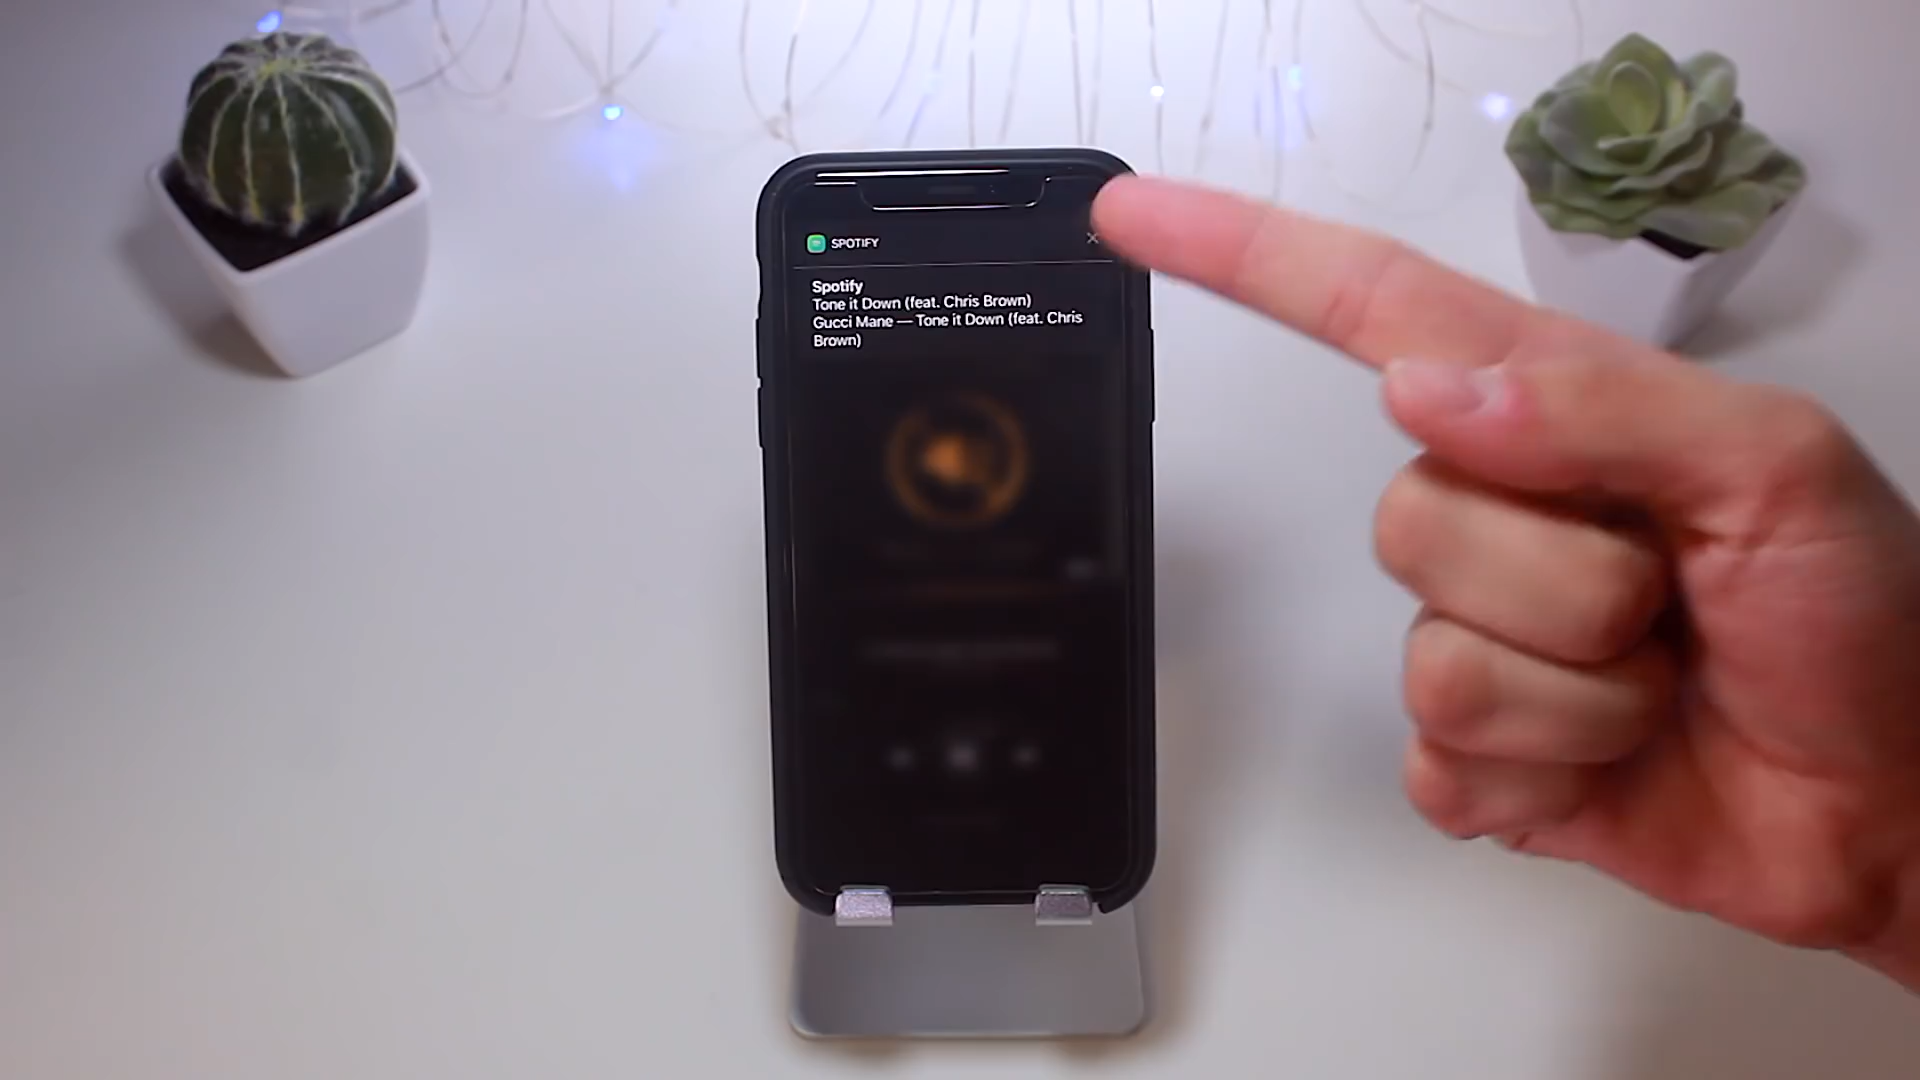 SPOTIFY
Spotify
Tone it Down (feat. Chris Brown)
Gucci Mane — Tone it Down (feat. Chris
Brown)